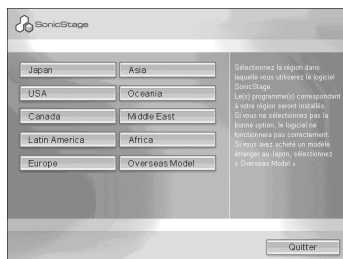 SonicStage
Japan
Asia
USA
Oceania
Canada
Middle East
Latin America
Africa
Europe
Overseas Model
Sélectionnez la région dans
laquelle vous utiliserez le logiciel
SonicStage.
Le(s) programme(s) correspondant
à votre région seront installés.
Si vous ne sélectionnez pas la
bonne option, le logiciel ne
fonctionnera pas correctement.
Si vous avez acheté un modèle
étranger au Japon, sélectionnez
« Overseas Model ».
Quitter